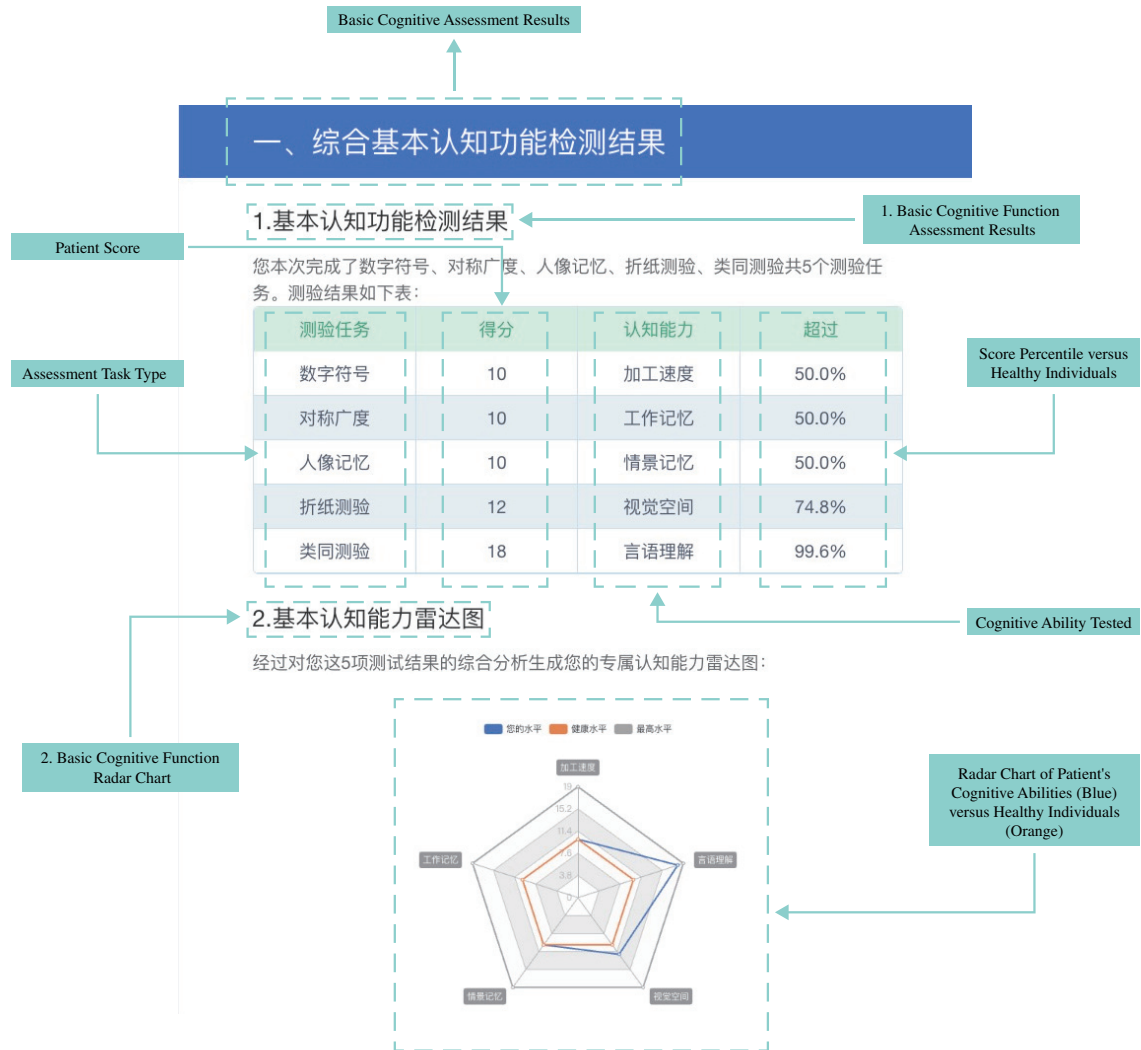 Basic Cognitive Assessment Results
一、综合基本认知功能检测结果
1.基本认知功能检测结果
1. Basic Cognitive Function
Assessment Results
Patient Score
您本次完成了数字符号、对称广度、人像记忆、折纸测验、类同测验共5个测验任
务。测验结果如下表：
测验任务 得分 认知能力 超过
数字符号 10 加工速度 50.0%
对称广度 10 工作记忆 50.0%
人像记忆 10 情景记忆 50.0%
折纸测验 12 视觉空间 74.8%
类同测验 18 言语理解 99.6%
Assessment Task Type
Score Percentile versus
Healthy Individuals
2.基本认知能力雷达图
Cognitive Ability Tested
经过对您这5项测试结果的综合分析生成您的专属认知能力雷达图：
2. Basic Cognitive Function
Radar Chart
您的水平 健康水平 最高水平
加工速度
19
15.2
11.4
7.6
3.8
0
工作记忆
言语理解
情景记忆
视觉空间
Radar Chart of Patient's
Cognitive Abilities (Blue)
versus Healthy Individuals
(Orange)